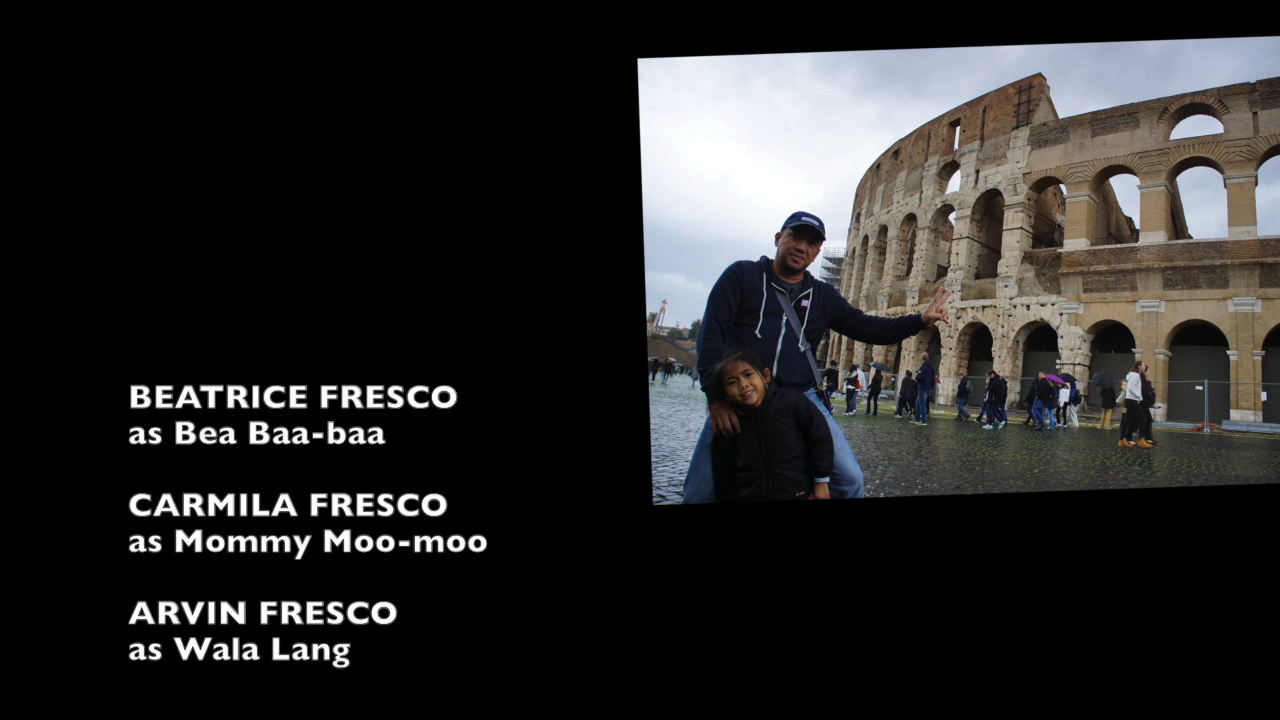 BEATRICE FRESCO
as Bea Baa-baa
CARMILA FRESCO
as Mommy Moo-moo
ARVIN FRESCO
as Wala Lang